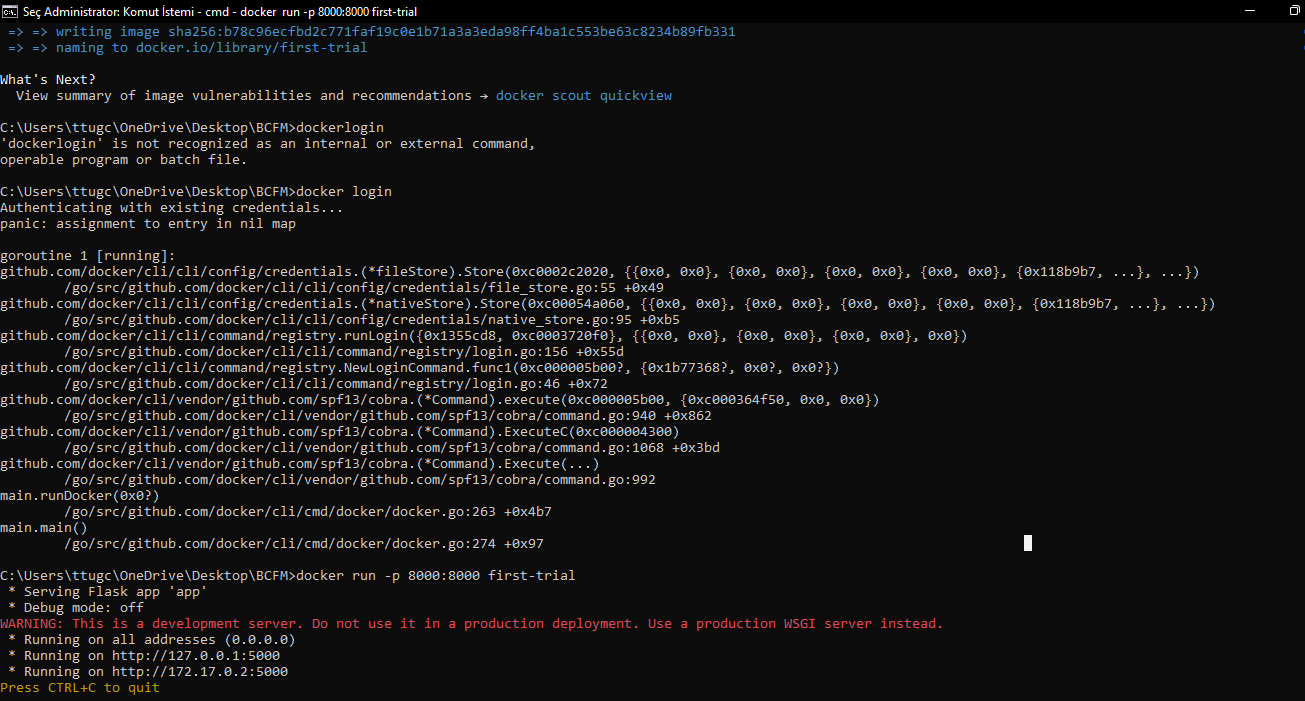 Seç Administrator: Komut İstemi - cmd - docker run -p 8000:8000 first-trial
=> => writing image sha256:b78c96ecfbd2c771faf19c0e1b71a3a3eda98ff4ba1c553be63c8234b89fb331
=> => naming to docker.io/library/first-trial
What's Next?
View summary of image vulnerabilities and recommendations → docker scout quickview
C:\Users\ttugc\OneDrive\Desktop\BCFM>dockerlogin
'dockerlogin' is not recognized as an internal or external command,
operable program or batch file.
C:\Users\ttugc\OneDrive\Desktop\BCFM>docker login
Authenticating with existing credentials...
panic: assignment to entry in nil map
goroutine 1 [running]:
github.com/docker/cli/cli/config/credentials.(*fileStore).Store(0xc0002c2020, {{0x0, 0x0}, {0x0, 0x0}, {0x0, 0x0}, {0x0, 0x0}, {0x118b9b7, ...}, ...})
/go/src/github.com/docker/cli/cli/config/credentials/file_store.go:55 +0x49
github.com/docker/cli/cli/config/credentials.(*nativeStore).Store(0xc00054a060, {{0x0, 0x0}, {0x0, 0x0}, {0x0, 0x0}, {0x0, 0x0}, {0x118b9b7, ...}, ...})
/go/src/github.com/docker/cli/cli/config/credentials/native_store.go:95 +0xb5
github.com/docker/cli/cli/command/registry.runLogin({0x1355cd8, 0xc0003720f0}, {{0x0, 0x0}, {0x0, 0x0}, {0x0, 0x0}, 0x0})
/go/src/github.com/docker/cli/cli/command/registry/login.go:156 +0x55d
github.com/docker/cli/cli/command/registry.NewLoginCommand.func1(0xc000005b00?, {0x1b77368?, 0x0?, 0x0?})
/go/src/github.com/docker/cli/cli/command/registry/login.go:46 +0x72
github.com/docker/cli/vendor/github.com/spf13/cobra.(*Command).execute(0xc000005b00, {0xc000364f50, 0x0, 0x0})
/go/src/github.com/docker/cli/vendor/github.com/spf13/cobra/command.go:940 +0x862
github.com/docker/cli/vendor/github.com/spf13/cobra.(*Command).ExecuteC(0xc000004300)
/go/src/github.com/docker/cli/vendor/github.com/spf13/cobra/command.go:1068 +0x3bd
github.com/docker/cli/vendor/github.com/spf13/cobra.(*Command).Execute(...)
/go/src/github.com/docker/cli/vendor/github.com/spf13/cobra/command.go:992
main.runDocker(0x0?)
/go/src/github.com/docker/cli/cmd/docker/docker.go:263 +0x4b7
main.main()
/go/src/github.com/docker/cli/cmd/docker/docker.go:274 +0x97
C:\Users\ttugc\OneDrive\Desktop\BCFM>docker run -p 8000:8000 first-trial
* Serving Flask app 'app'
* Debug mode: off
WARNING: This is a development server. Do not use it in a production deployment. Use a production WSGI server instead.
* Running on all addresses (0.0.0.0)
* Running on http://127.0.0.1:5000
* Running on http://172.17.0.2:5000
Press CTRL+C to quit